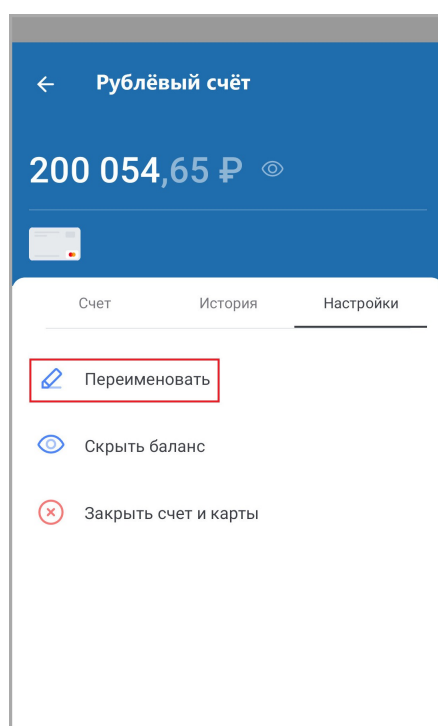 Рублёвый счёт
200 054,65 ₽
Счет История Настройки
Переименовать
Скрыть баланс
Закрыть счет и карты